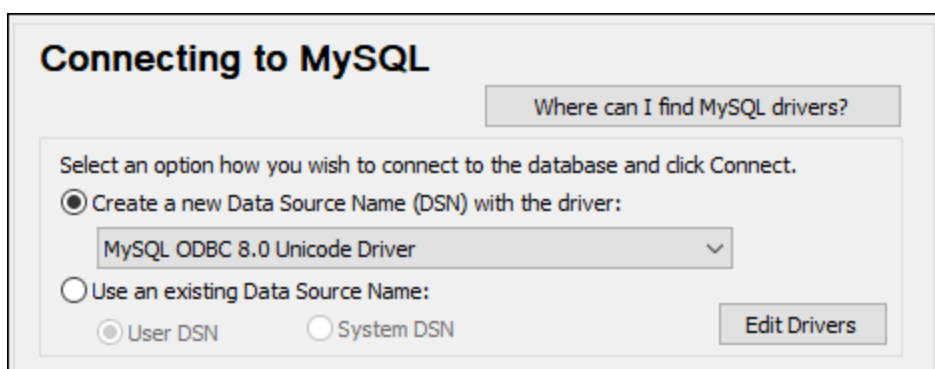 Connecting to MySQL
Where can I find MySQL drivers?
Select an option how you wish to connect to the database and click Connect.
Create a new Data Source Name (DSN) with the driver:
MySQL ODBC 8.0 Unicode Driver
Use an existing Data Source Name:
User DSN System DSN Edit Drivers